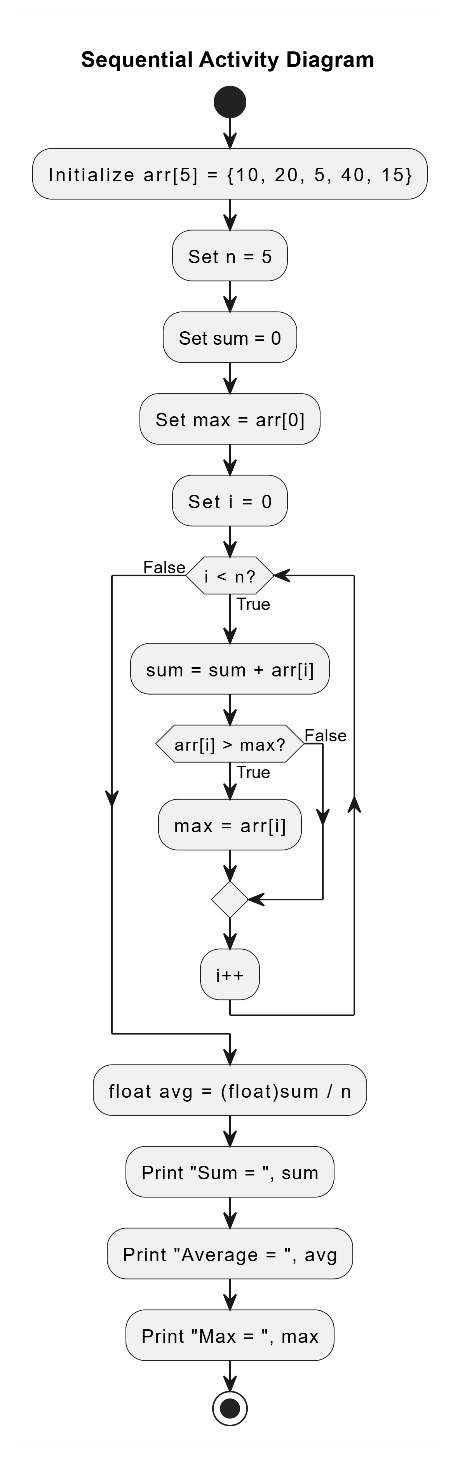 Sequential Activity Diagram
Initialize arr[5] = {10, 20, 5, 40, 15}
Set n = 5
Set sum = 0
Set max = arr[0]
Set i = 0
False
i < n?
True
sum = sum + arr[i]
arr[i] > max?
False
True
max = arr[i]
i++
float avg = (float)sum / n
Print "Sum = ", sum
Print "Average = ", avg
Print "Max = ", max